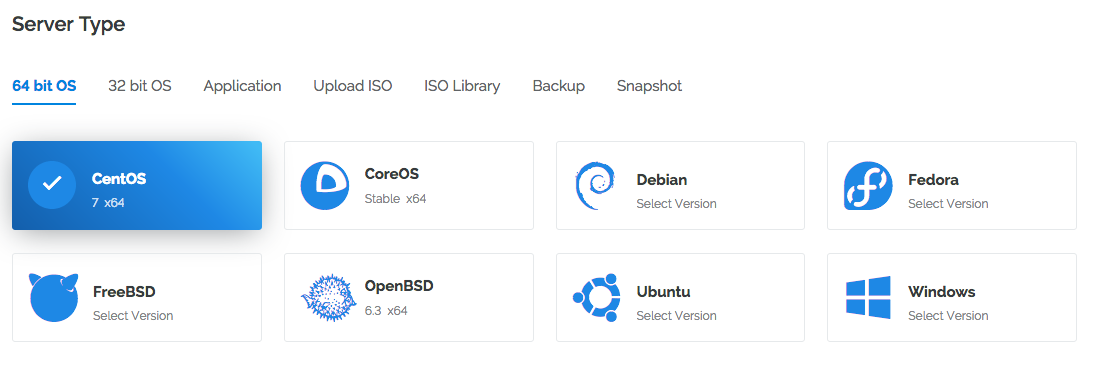 Server Type
64 bit OS 32 bit OS Application Upload ISO ISO Library Backup Snapshot
CentOS
7 x64
CoreOS
Stable x64
Debian
Select Version
Fedora
Select Version
FreeBSD
Select Version
OpenBSD
6.3 x64
Ubuntu
Select Version
Windows
Select Version